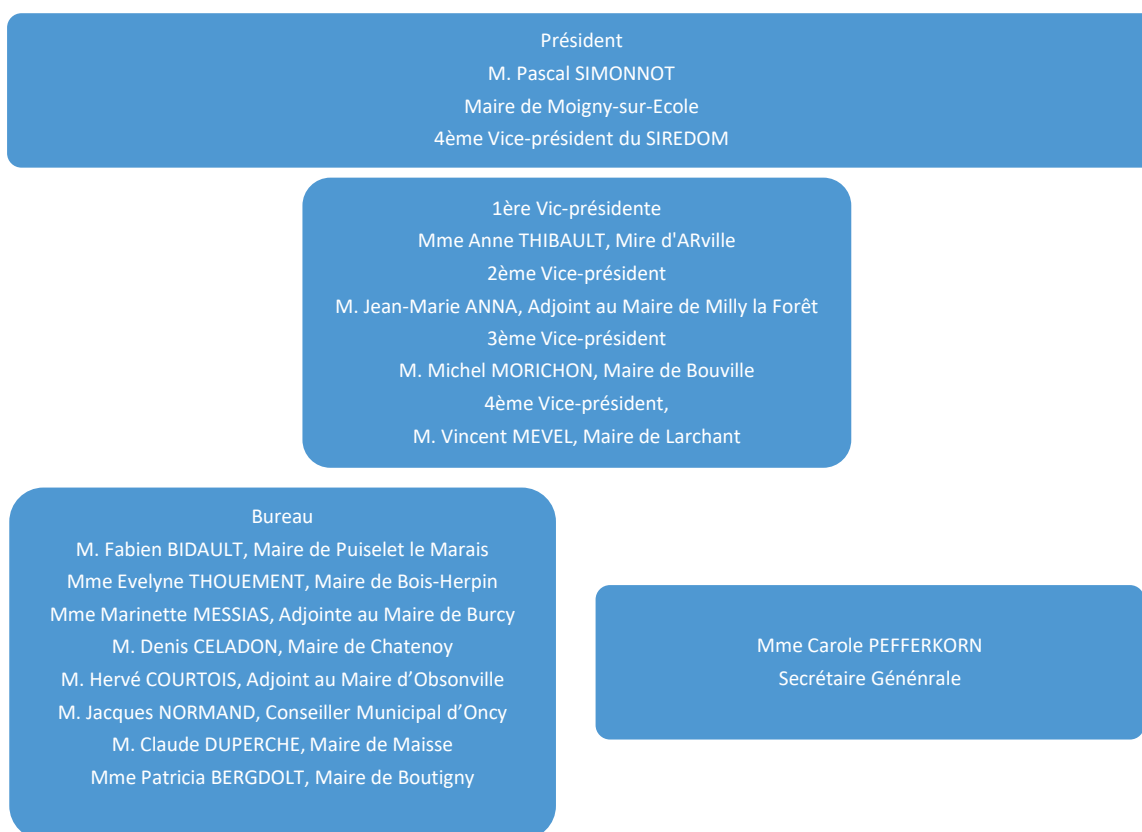 Président
M. Pascal SIMONNOT
Maire de Moigny-sur-Ecole
4ème Vice-président du SIREDOM
1ère Vic-présidente
Mme Anne THIBAULT, Mire d'ARville
2ème Vice-président
M. Jean-Marie ANNA, Adjoint au Maire de Milly la Forêt
3ème Vice-président
M. Michel MORICHON, Maire de Bouville
4ème Vice-président,
M. Vincent MEVEL, Maire de Larchant
Bureau
M. Fabien BIDAULT, Maire de Puiselet le Marais
Mme Evelyne THOUEMENT, Maire de Bois-Herpin
Mme Marinette MESSIAS, Adjointe au Maire de Burcy
M. Denis CELADON, Maire de Chatenoy
M. Hervé COURTOIS, Adjoint au Maire d’Obsonville
M. Jacques NORMAND, Conseiller Municipal d’Oncy
M. Claude DUPERCHE, Maire de Maisse
Mme Patricia BERGDOLT, Maire de Boutigny
Mme Carole PEFFERKORN
Secrétaire Génénrale